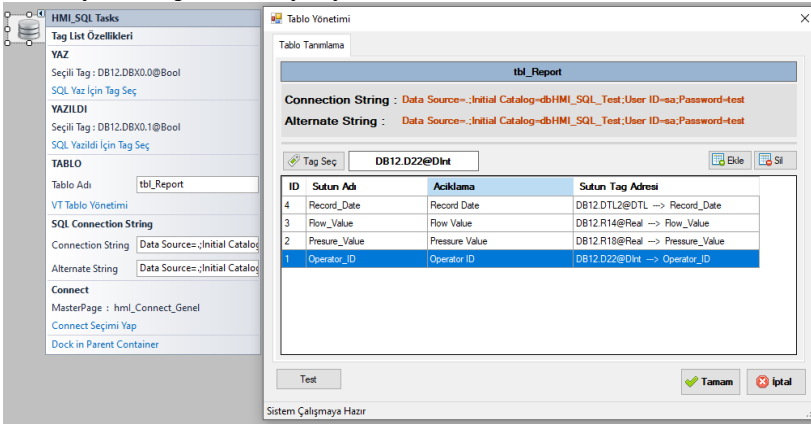 HMI_SQL Tasks
Tag List Özellikleri
YAZ
Seçili Tag : DB12.DBX0.0@Bool
SQL Yaz İçin Tag Seç
YAZILDI
Seçili Tag : DB12.DBX0.1@Bool
SQL Yazildi İçin Tag Seç
TABLO
Tablo Adı tbl_Report
VT Tablo Yönetimi
SQL Connection String
Connection String Data Source=.;Initial Catalog
Alternate String Data Source=.;Initial Catalog
Connect
MasterPage : hml_Connect_Genel
Connect Seçimi Yap
Dock in Parent Container
Tablo Yönetimi
Tablo Tanımlama
tbl_Report
Connection String : Data Source=.;Initial Catalog=dbHMI_SQL_Test;User ID=sa;Password=test
Alternate String : Data Source=.;Initial Catalog=dbHMI_SQL_Test;User ID=sa;Password=test
Tag Seç DB12.D22@DInt Ekle Sil
ID Sutun Adı Aciklama Sutun Tag Adresi
4 Record_Date Record Date DB12.DTL2@DTL ---> Record_Date
3 Flow_Value Flow Value DB12.R14@Real ---> Flow_Value
2 Presure_Value Pressure Value DB12.R18@Real ---> Pressure_Value
1 Operator_ID Operator ID DB12.D22@DInt ---> Operator_ID
Test Tamam İptal
Sistem Çalışmaya Hazır